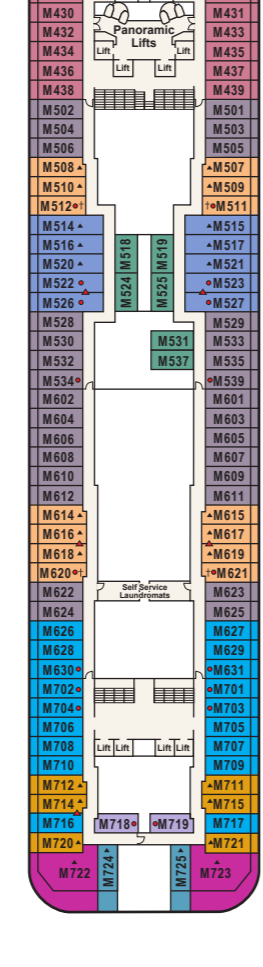 M430 M431
M432 Panoramic M433
Lifts
M434 Lift Lift M435
M436 Lift Lift M437
M438 M439
M502 M501
M504 M503
M506 M505
M508 M507
M510 M509
M512 † † M511
M514 M515
M516 M518 M519 M517
M520 M521
M522 M524 M525 M523
M526 M527
M528 M529
M530 M531 M533
M532 M537 M535
M534 M539
M602 M601
M604 M603
M606 M605
M608 M607
M610 M609
M612 M611
M614 M615
M616 M617
M618 M619
M620 † † M621
Self Service
Laundromats
M622 M623
M624 M625
M626 M627
M628 M629
M630 M631
M702 M701
M704 M703
M706 M705
M708 Lift Lift Lift Lift M707
M710 M709
M712 M711
M714 M715
M716 M718 M719 M717
M720 M721
M722 M724 M725 M723